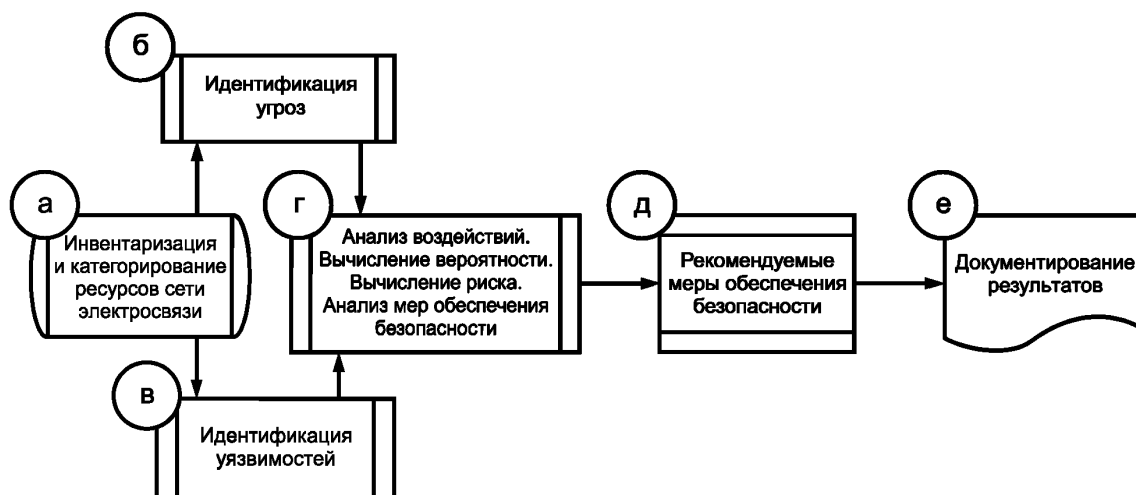 б
Идентификация
угроз
а
Инвентаризация
и категорирование
ресурсов сети
электросвязи
в
Идентификация
уязвимостей
г
Анализ воздействий.
Вычисление вероятности.
Вычисление риска.
Анализ мер обеспечения
безопасности
д
Рекомендуемые
меры обеспечения
безопасности
е
Документирование
результатов